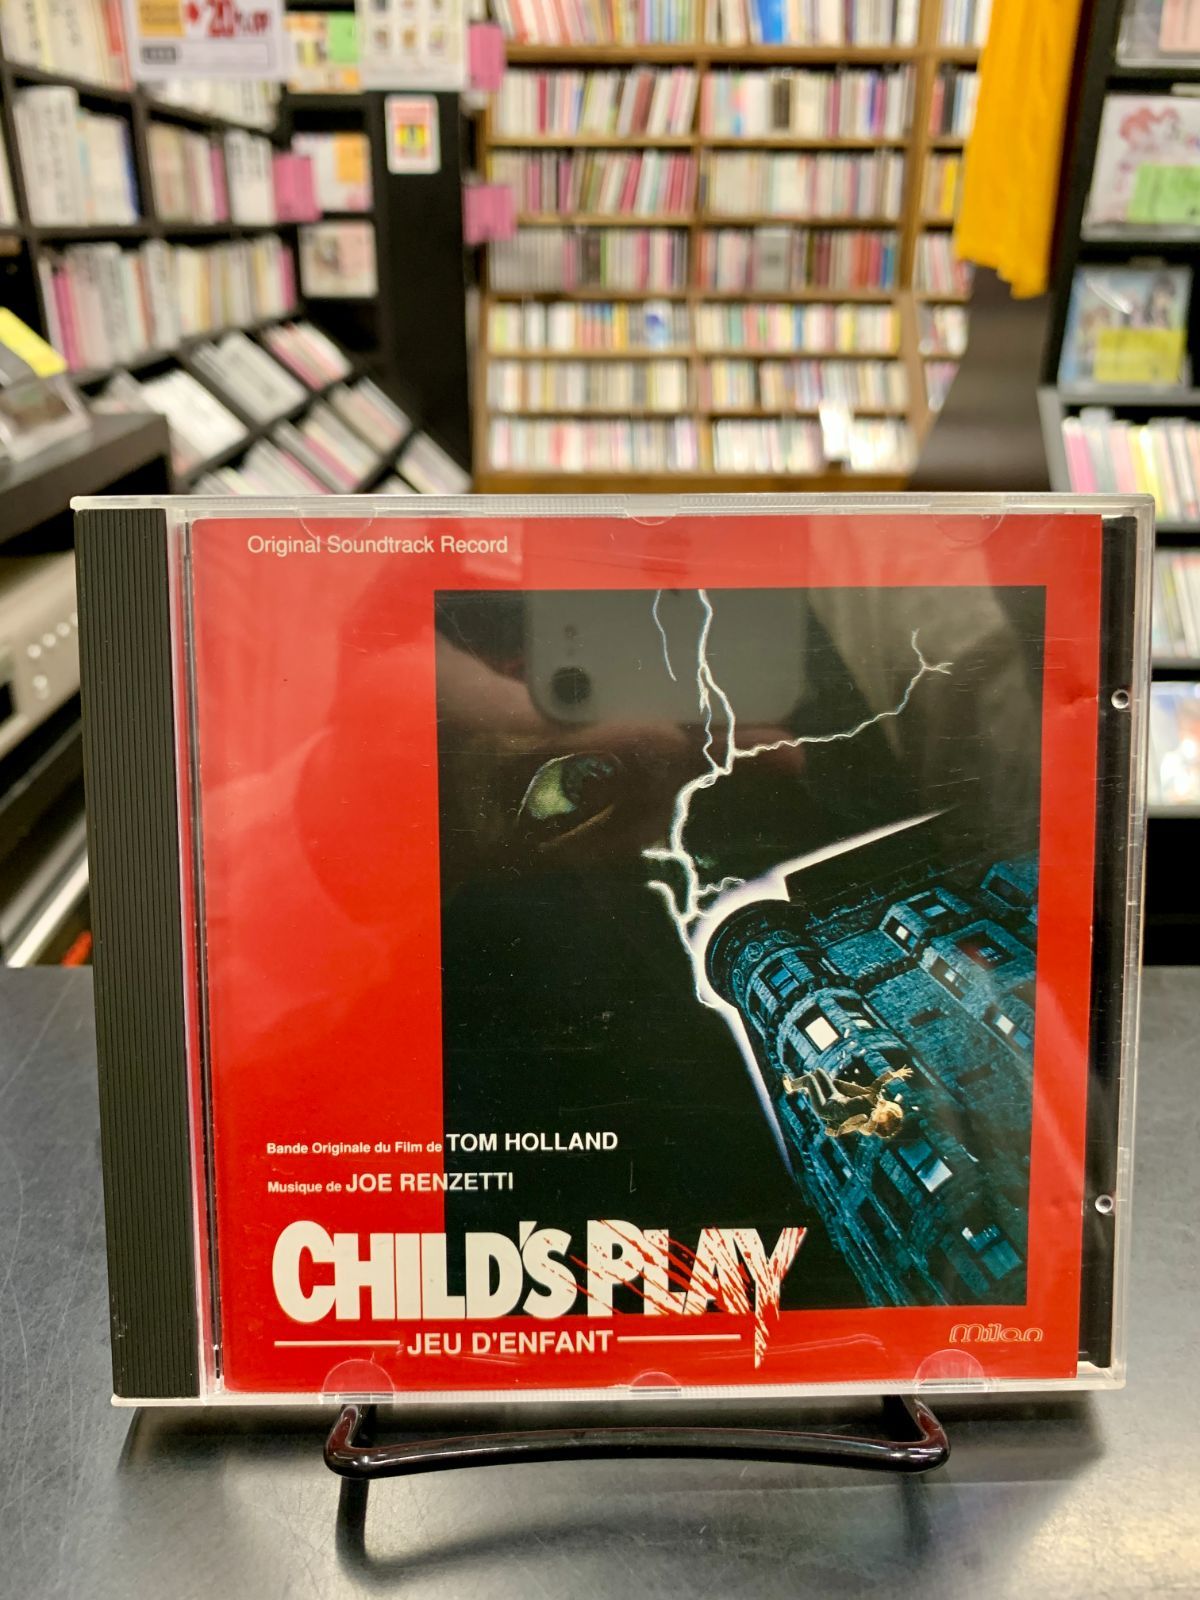 20%
Original Soundtrack Record
Bande Originale du Film de TOM HOLLAND
Musique de JOE RENZETTI
CHILD'S PLAY
JEU D'ENFANT
Milan